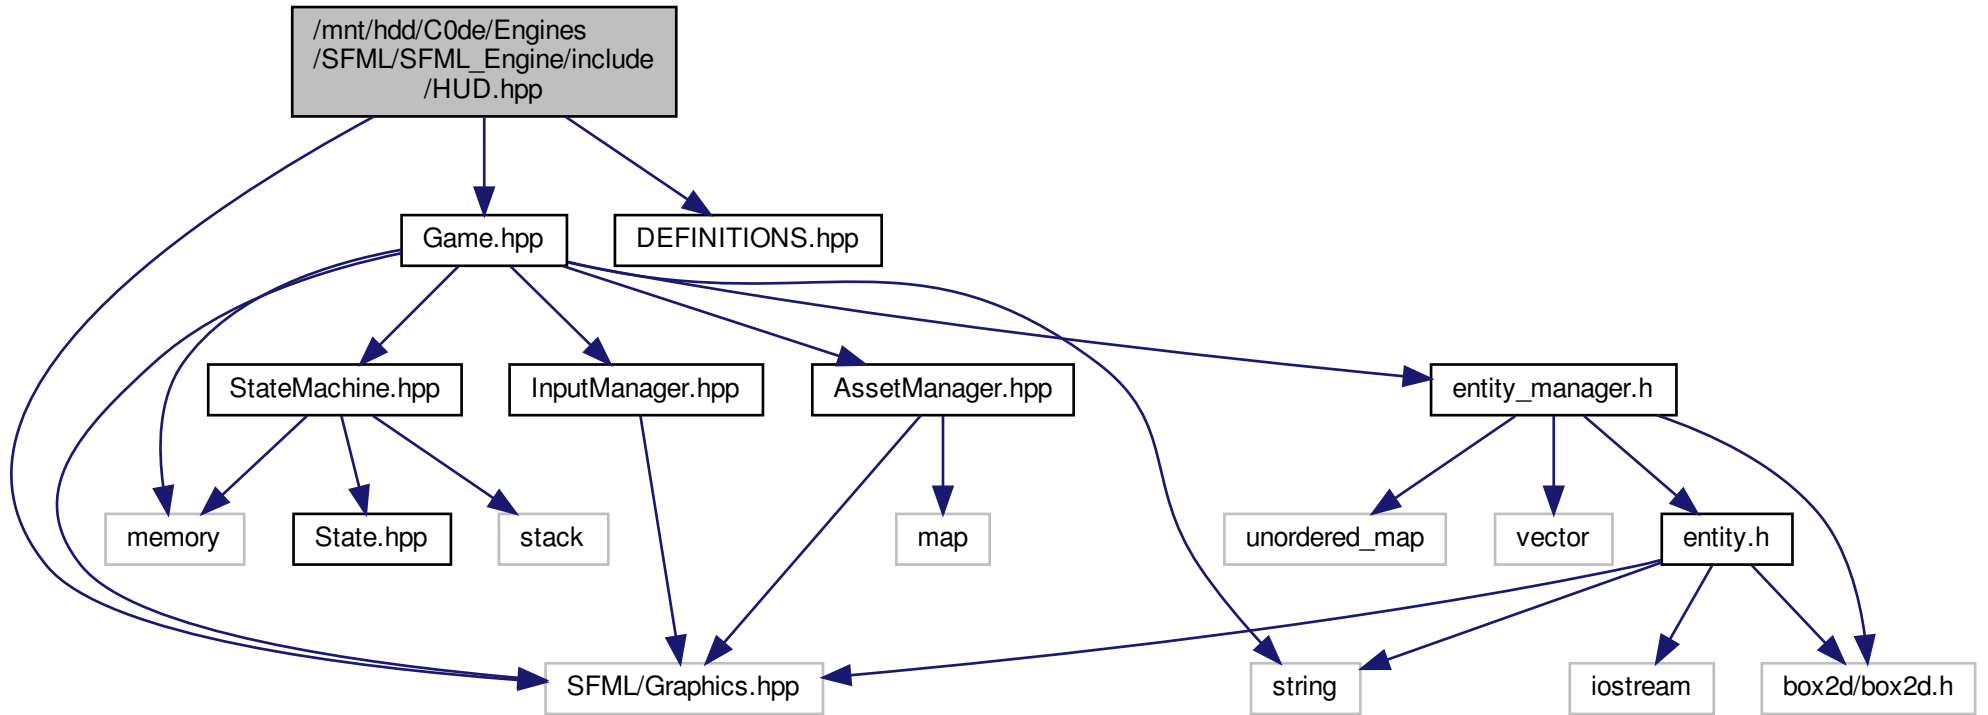 /mnt/hdd/C0de/Engines
/SFML/SFML_Engine/include
/HUD.hpp
Game.hpp
DEFINITIONS.hpp
StateMachine.hpp
InputManager.hpp
AssetManager.hpp
entity_manager.h
memory
State.hpp
stack
map
unordered_map
vector
entity.h
SFML/Graphics.hpp
string
iostream
box2d/box2d.h